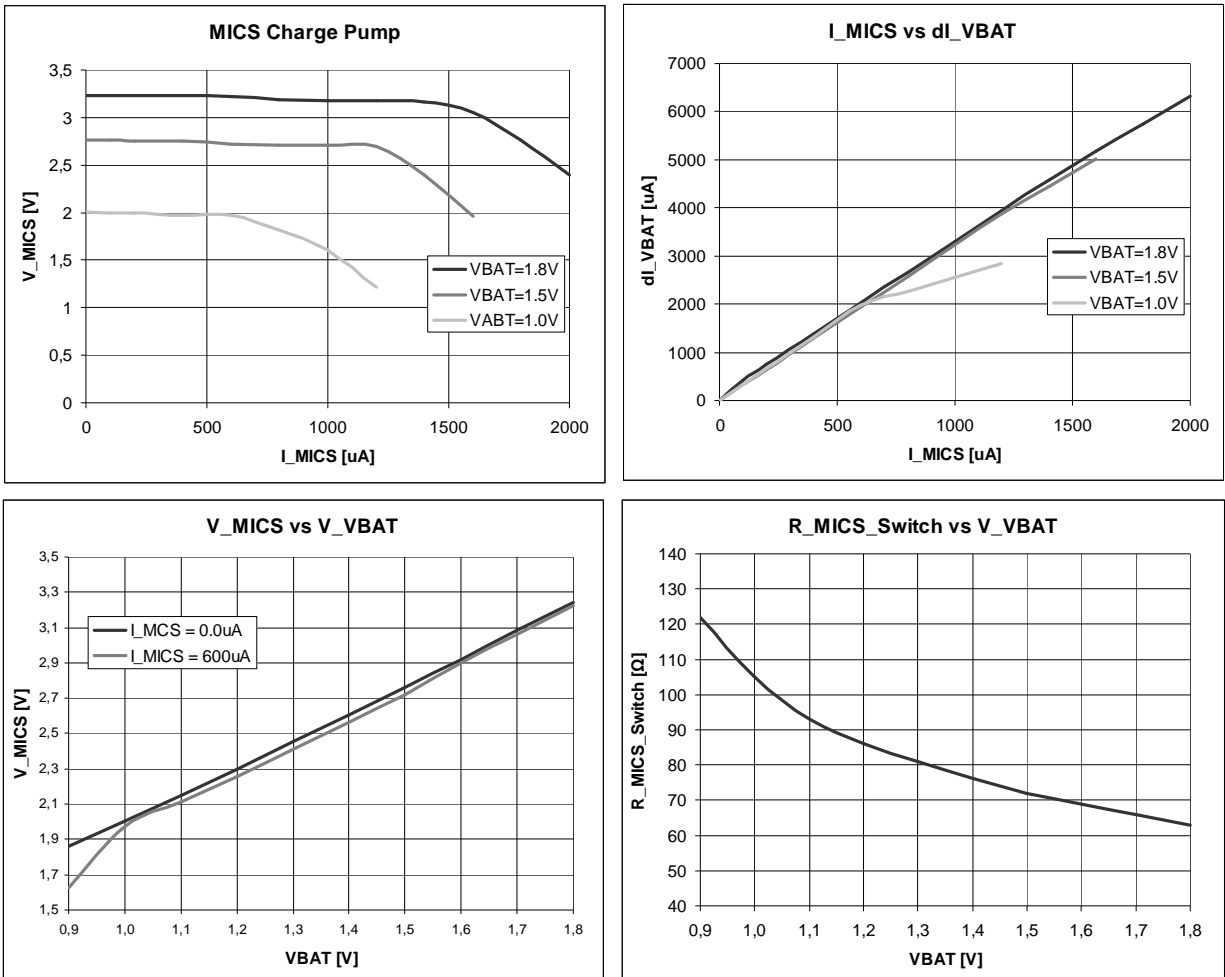 MICS Charge Pump
3,5
3
2,5
2
1,5
1
0,5
0
V_MICS [V]
VBAT=1.8V
VBAT=1.5V
VABT=1.0V
0 500 1000 1500 2000
I_MICS [uA]
I_MICS vs dI_VBAT
7000
6000
5000
4000
3000
2000
1000
0
dI_VBAT [uA]
VBAT=1.8V
VBAT=1.5V
VBAT=1.0V
0 500 1000 1500 2000
I_MICS [uA]
V_MICS vs V_VBAT
3,5
3,3
3,1
2,9
2,7
2,5
2,3
2,1
1,9
1,7
1,5
V_MICS [V]
I_MCS = 0.0uA
I_MICS = 600uA
0,9 1,0 1,1 1,2 1,3 1,4 1,5 1,6 1,7 1,8
VBAT [V]
R_MICS_Switch vs V_VBAT
140
130
120
110
100
90
80
70
60
50
40
R_MICS_Switch [Ω]
0,9 1,0 1,1 1,2 1,3 1,4 1,5 1,6 1,7 1,8
VBAT [V]